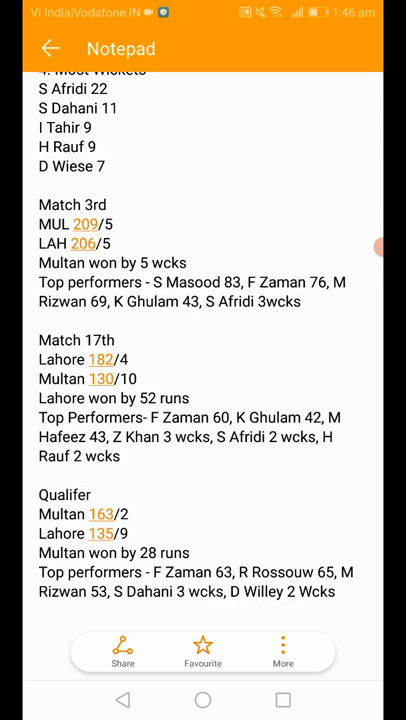 Vi India|Vodafone IN 1:46 am
Notepad
4. Most Wickets
S Afridi 22
S Dahani 11
I Tahir 9
H Rauf 9
D Wiese 7
Match 3rd
MUL 209/5
LAH 206/5
Multan won by 5 wcks
Top performers - S Masood 83, F Zaman 76, M
Rizwan 69, K Ghulam 43, S Afridi 3wcks
Match 17th
Lahore 182/4
Multan 130/10
Lahore won by 52 runs
Top Performers- F Zaman 60, K Ghulam 42, M
Hafeez 43, Z Khan 3 wcks, S Afridi 2 wcks, H
Rauf 2 wcks
Qualifer
Multan 163/2
Lahore 135/9
Multan won by 28 runs
Top performers - F Zaman 63, R Rossouw 65, M
Rizwan 53, S Dahani 3 wcks, D Willey 2 Wcks
Share Favourite More